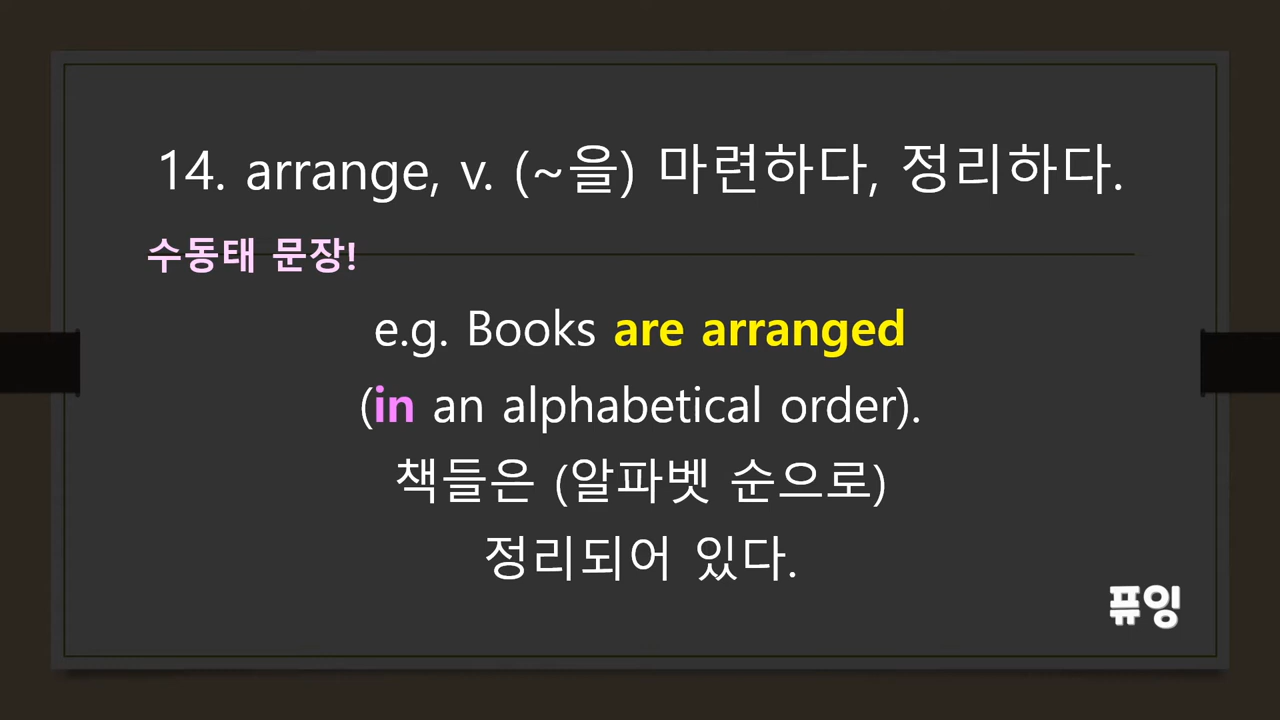 14. arrange, v. (~을) 마련하다, 정리하다.
수동태 문장!
e.g. Books are arranged
(in an alphabetical order).
책들은 (알파벳 순으로)
정리되어 있다.
퓨잉